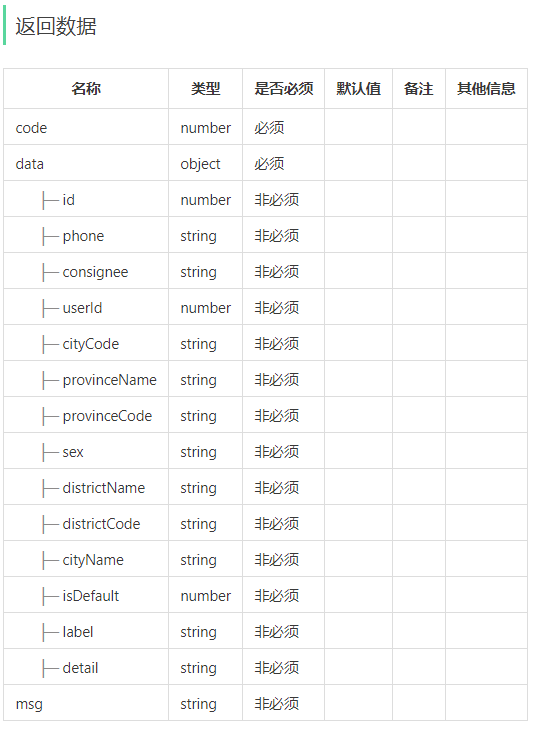 返回数据
名称 类型 是否必须 默认值 备注 其他信息
code number 必须
data object 必须
├─ id number 非必须
├─ phone string 非必须
├─ consignee string 非必须
├─ userId number 非必须
├─ cityCode string 非必须
├─ provinceName string 非必须
├─ provinceCode string 非必须
├─ sex string 非必须
├─ districtName string 非必须
├─ districtCode string 非必须
├─ cityName string 非必须
├─ isDefault number 非必须
├─ label string 非必须
├─ detail string 非必须
msg string 非必须